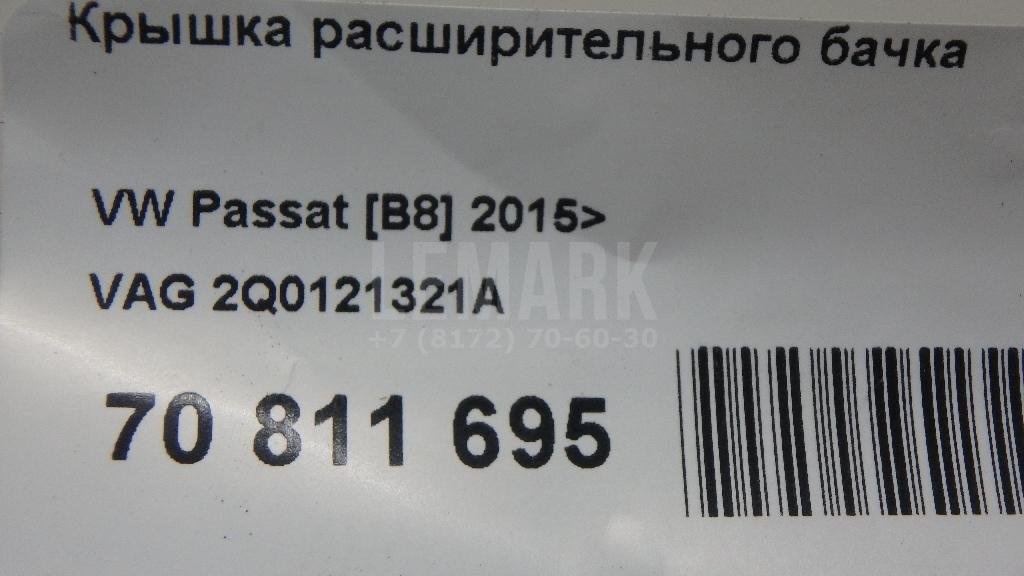 Крышка расширительного бачка
VW Passat [B8] 2015>
VAG 2Q0121321A
LEMARK
+7 (8172) 70-60-30
70 811 695